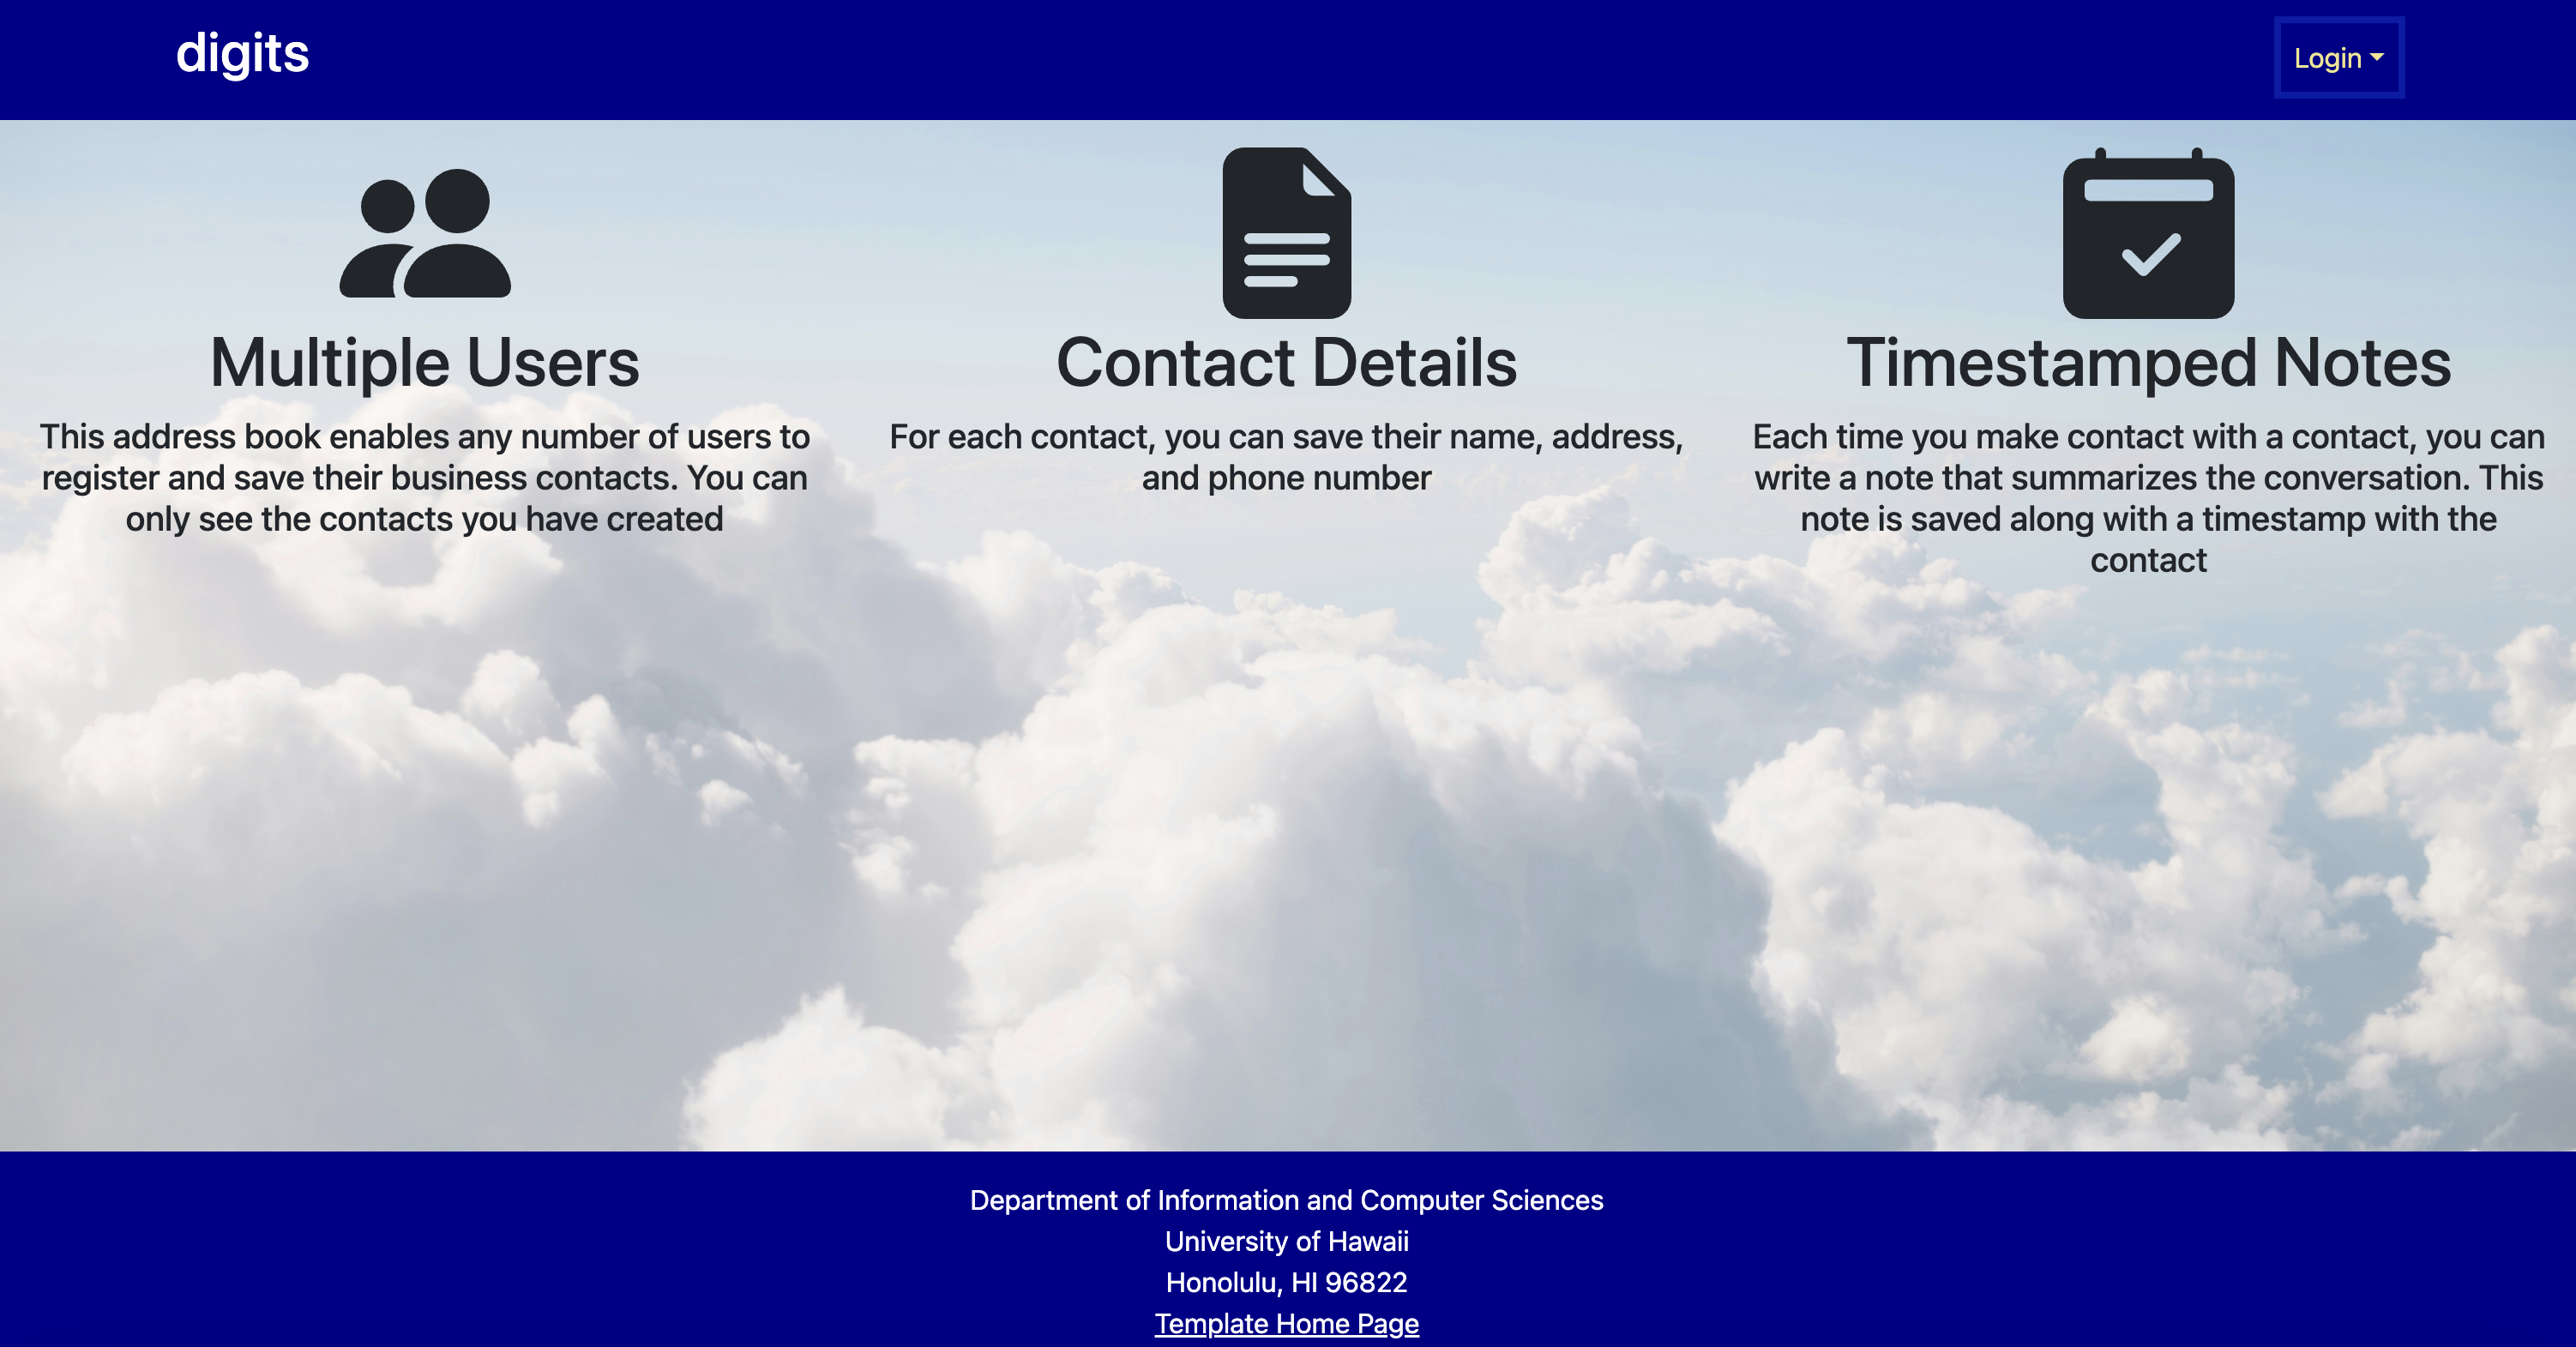 digits
Login
Multiple Users
This address book enables any number of users to
register and save their business contacts. You can
only see the contacts you have created
Contact Details
For each contact, you can save their name, address,
and phone number
Timestamped Notes
Each time you make contact with a contact, you can
write a note that summarizes the conversation. This
note is saved along with a timestamp with the
contact
Department of Information and Computer Sciences
University of Hawaii
Honolulu, HI 96822
Template Home Page